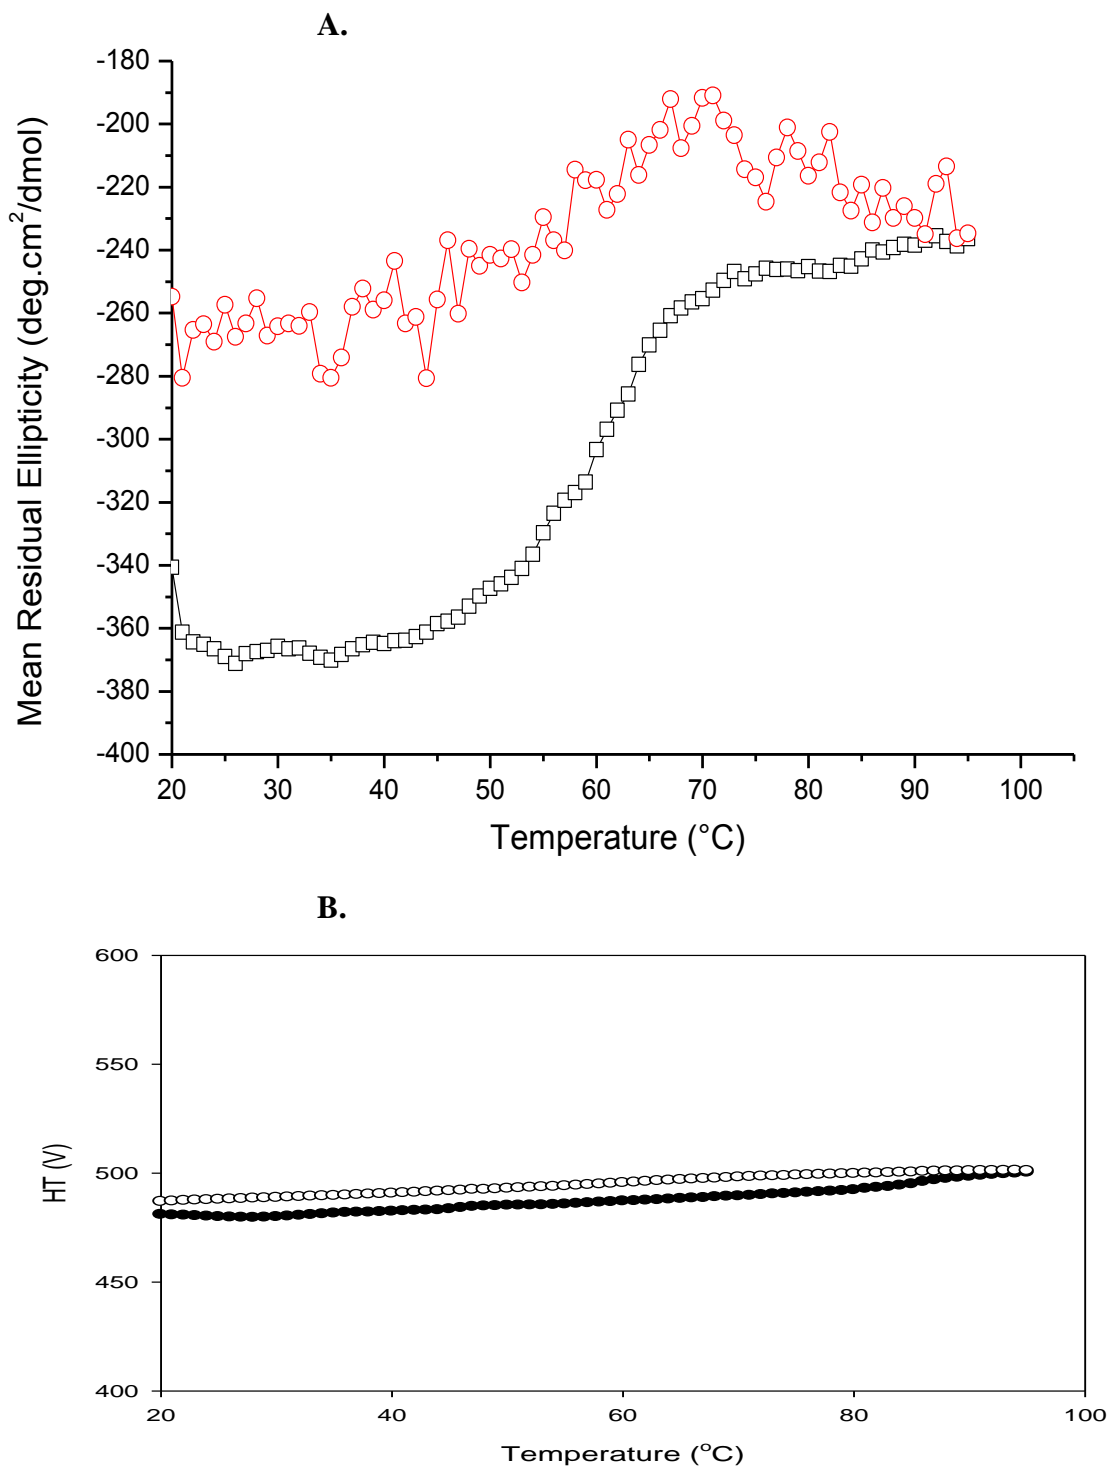 A.
Mean Residual Ellipticity (deg.cm²/dmol)
-180
-200
-220
-240
-260
-280
-300
-320
-340
-360
-380
-400
20 30 40 50 60 70 80 90 100
Temperature (°C)
B.
HT (V)
600
550
500
450
400
20 40 60 80 100
Temperature (°C)